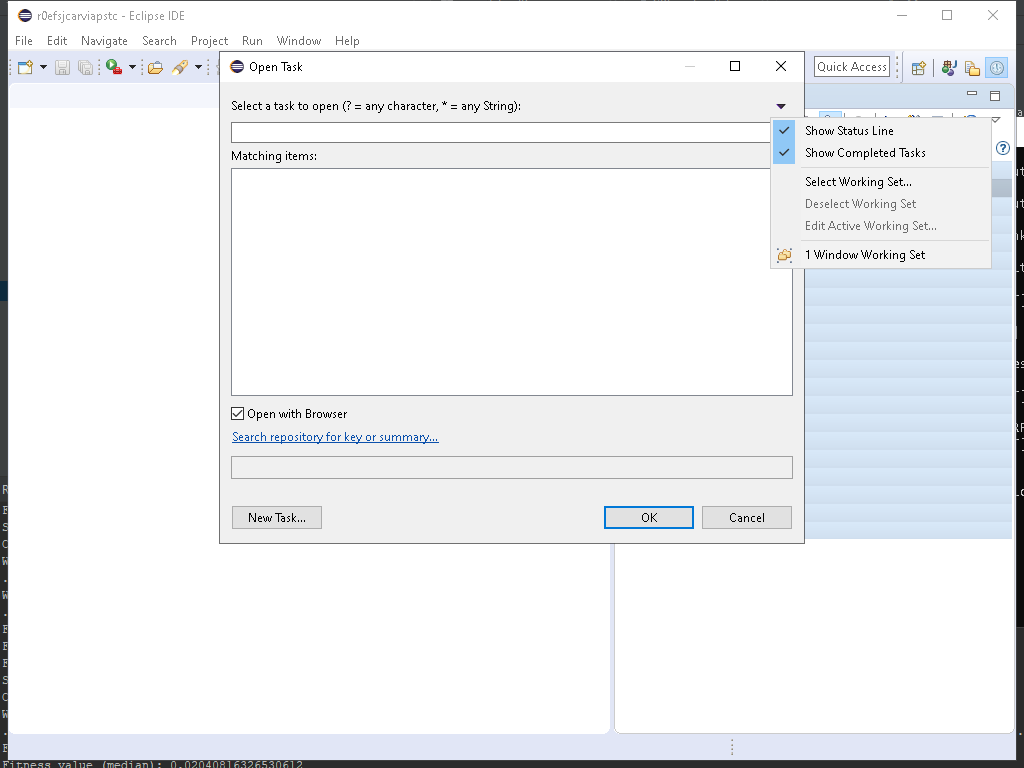 r0efsjcarviapstc - Eclipse IDE
File Edit Navigate Search Project Run Window Help
Quick Access
Open Task
Select a task to open (? = any character, * = any String):
Matching items:
Show Status Line
Show Completed Tasks
Select Working Set...
Deselect Working Set
Edit Active Working Set...
1 Window Working Set
Open with Browser
Search repository for key or summary...
New Task... OK Cancel
Fitness value (median): 0.02040816326530612